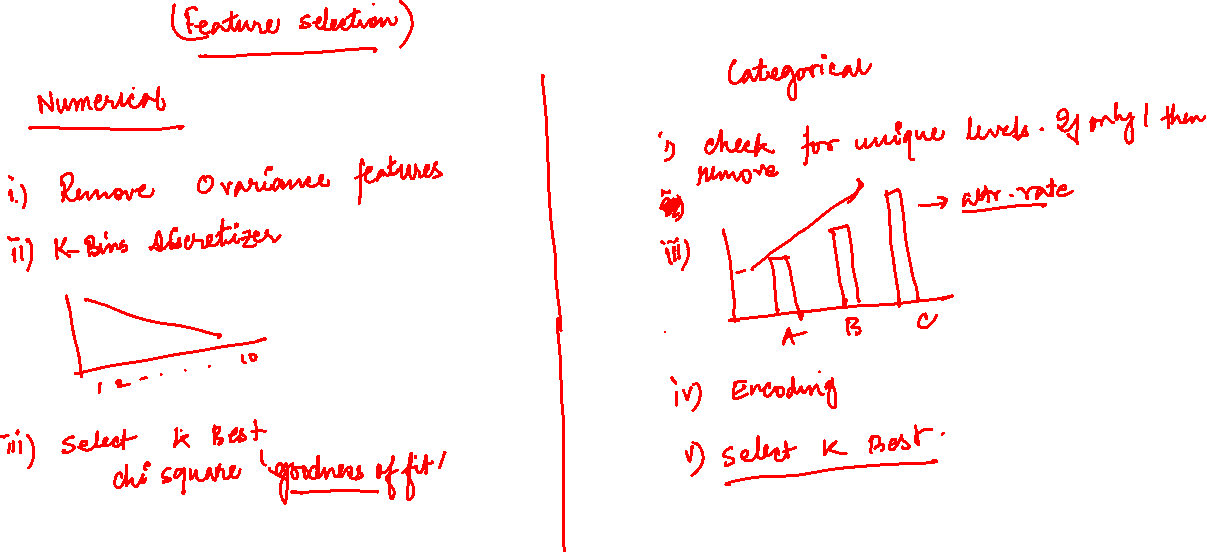 (Feature selection)
Numerical
i.) Remove 0 variance features
ii) K-Bins discretizer
1 2 - . . . . 10
iii) Select k Best
chi square 'goodness of fit'
Categorical
i) check for unique levels. If only 1 then
remove
iii)
→ attr. rate
A B C
iv) Encoding
v) Select K Best.